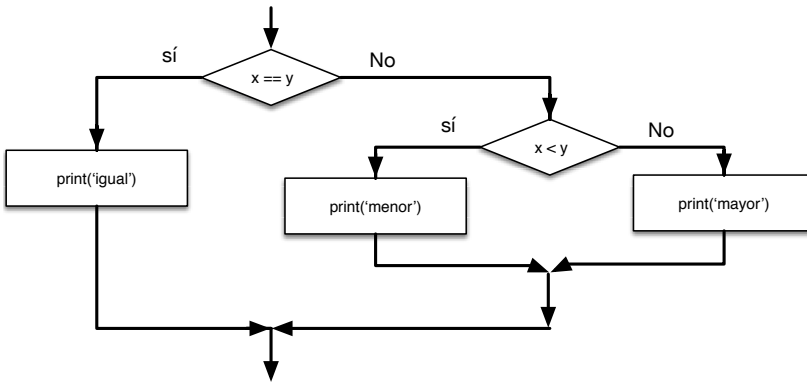 sí
x == y
No
print(‘igual’)
sí
x < y
No
print(‘menor’)
print(‘mayor’)